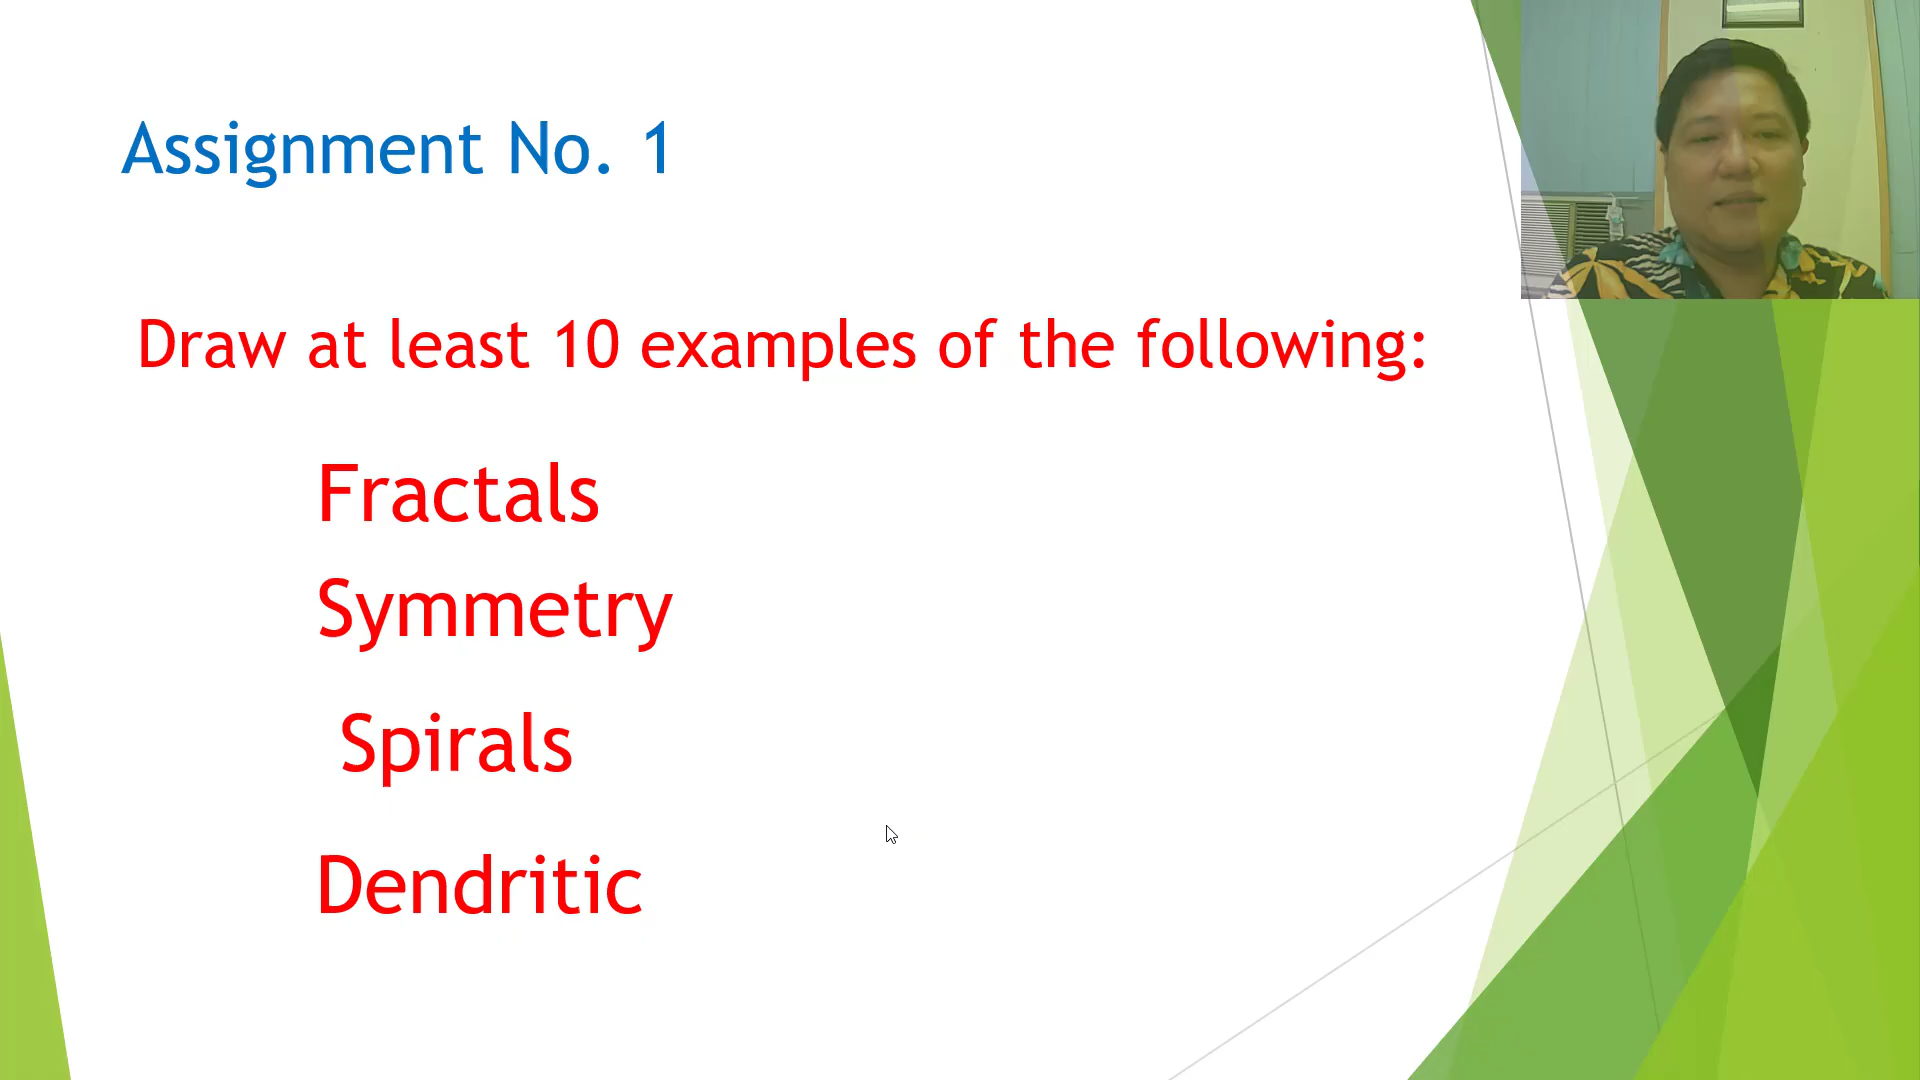 Assignment No. 1
Draw at least 10 examples of the following:
Fractals
Symmetry
Spirals
Dendritic